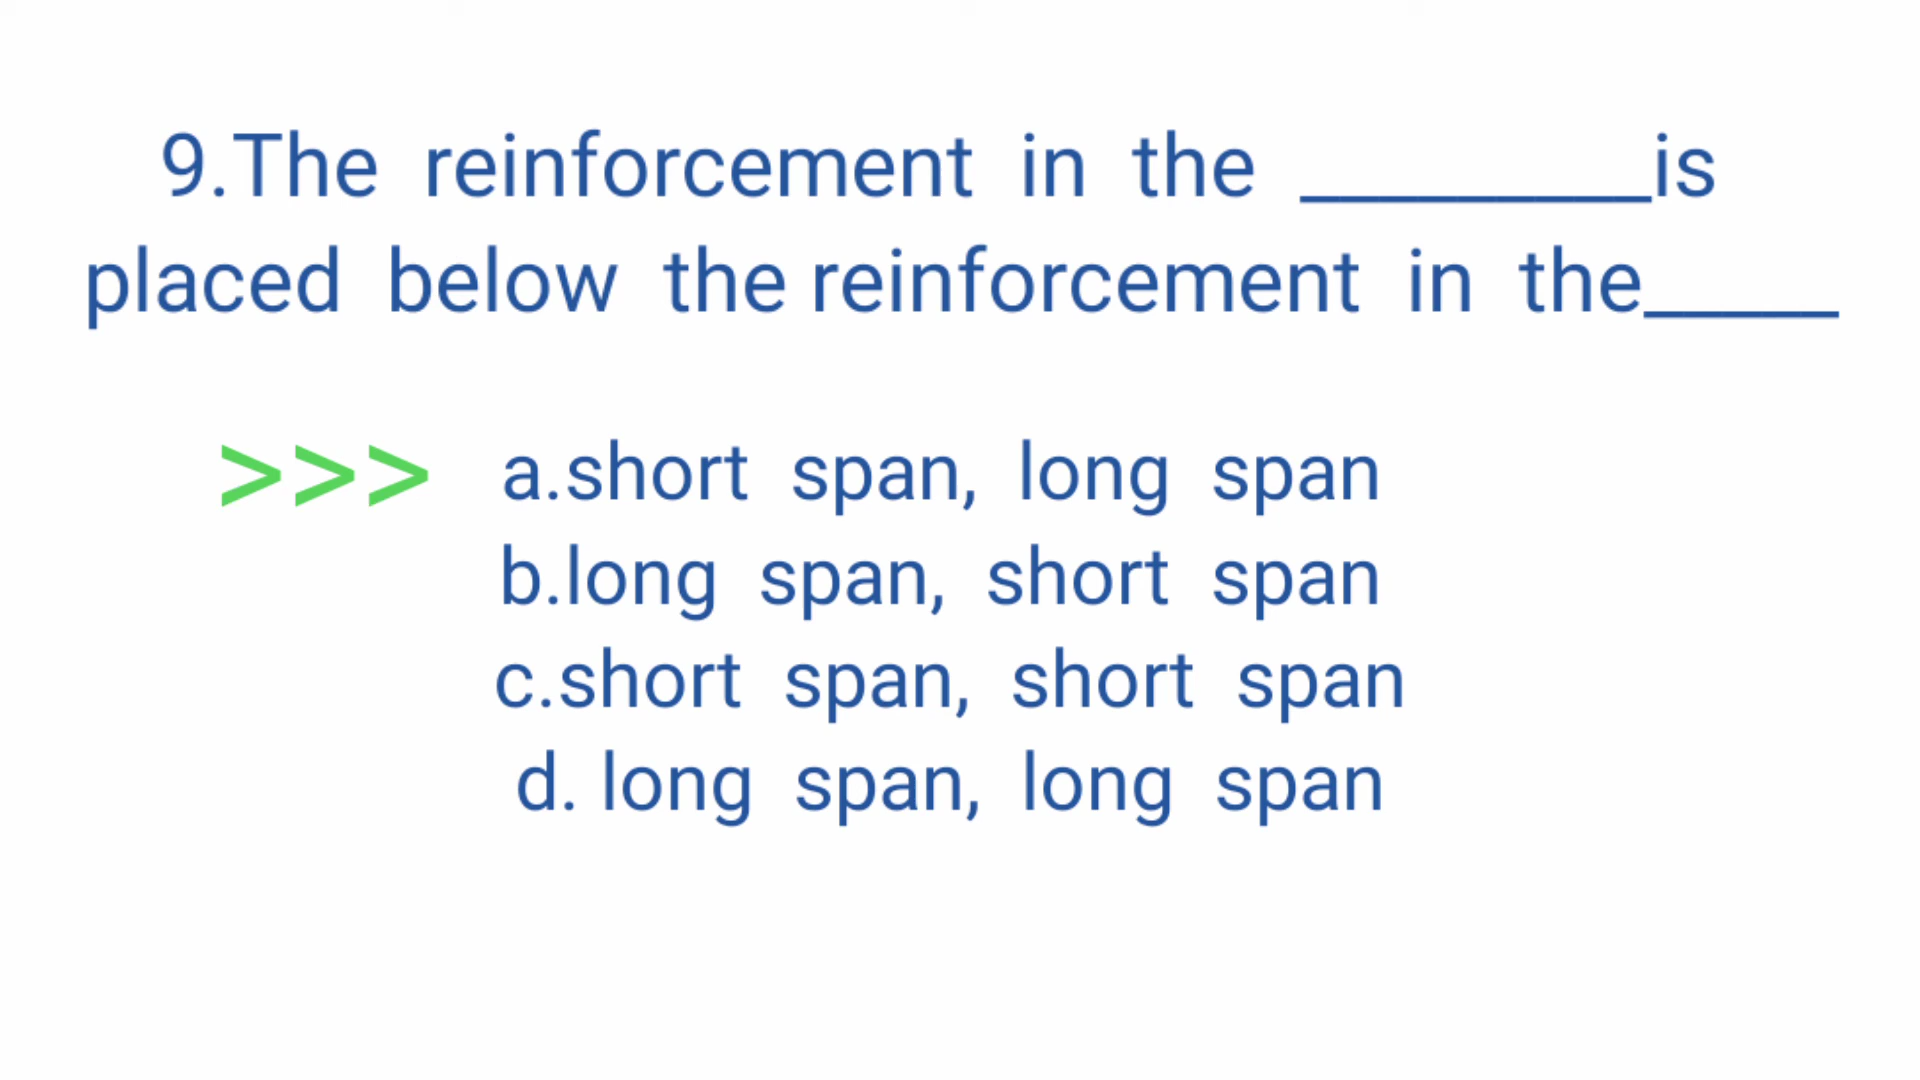 9.The reinforcement in the _________is
placed below the reinforcement in the_____
>>> a.short span, long span
b.long span, short span
c.short span, short span
d. long span, long span